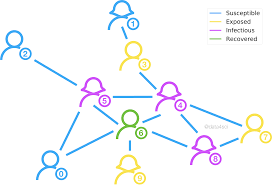 Susceptible
Exposed
Infectious
Recovered
1
2
3
5
4
6
7
8
0
9